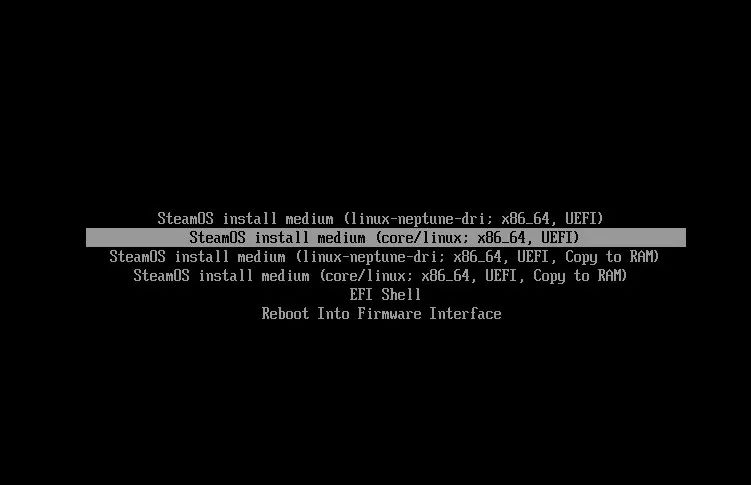 SteamOS install medium (linux-neptune-dri; x86_64, UEFI)
SteamOS install medium (core/linux; x86_64, UEFI)
SteamOS install medium (linux-neptune-dri; x86_64, UEFI, Copy to RAM)
SteamOS install medium (core/linux; x86_64, UEFI, Copy to RAM)
EFI Shell
Reboot Into Firmware Interface